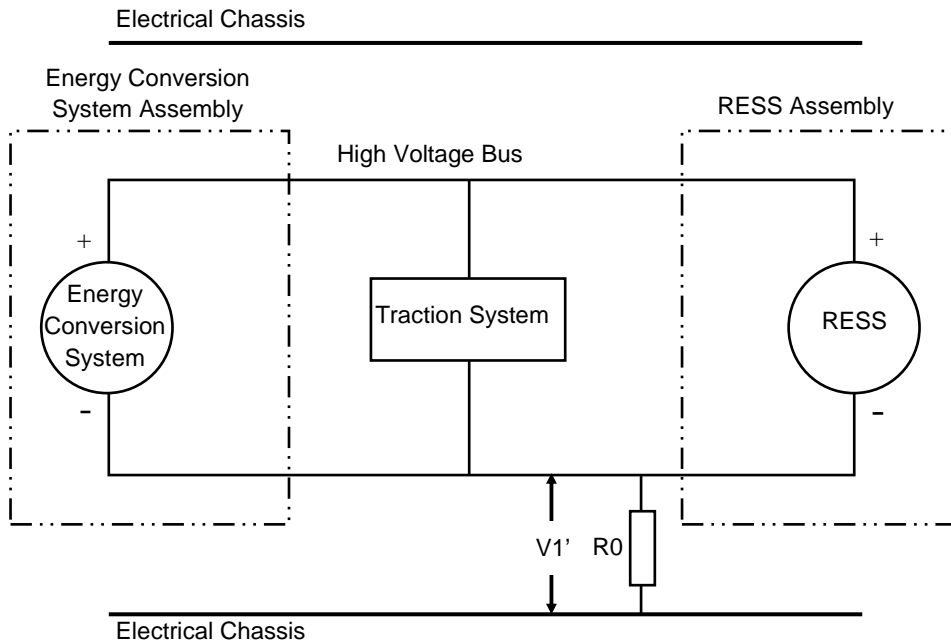 Electrical Chassis
Energy Conversion
System Assembly
RESS Assembly
High Voltage Bus
+
+
Energy
Conversion
System
Traction System
RESS
-
-
V1’
R0
Electrical Chassis